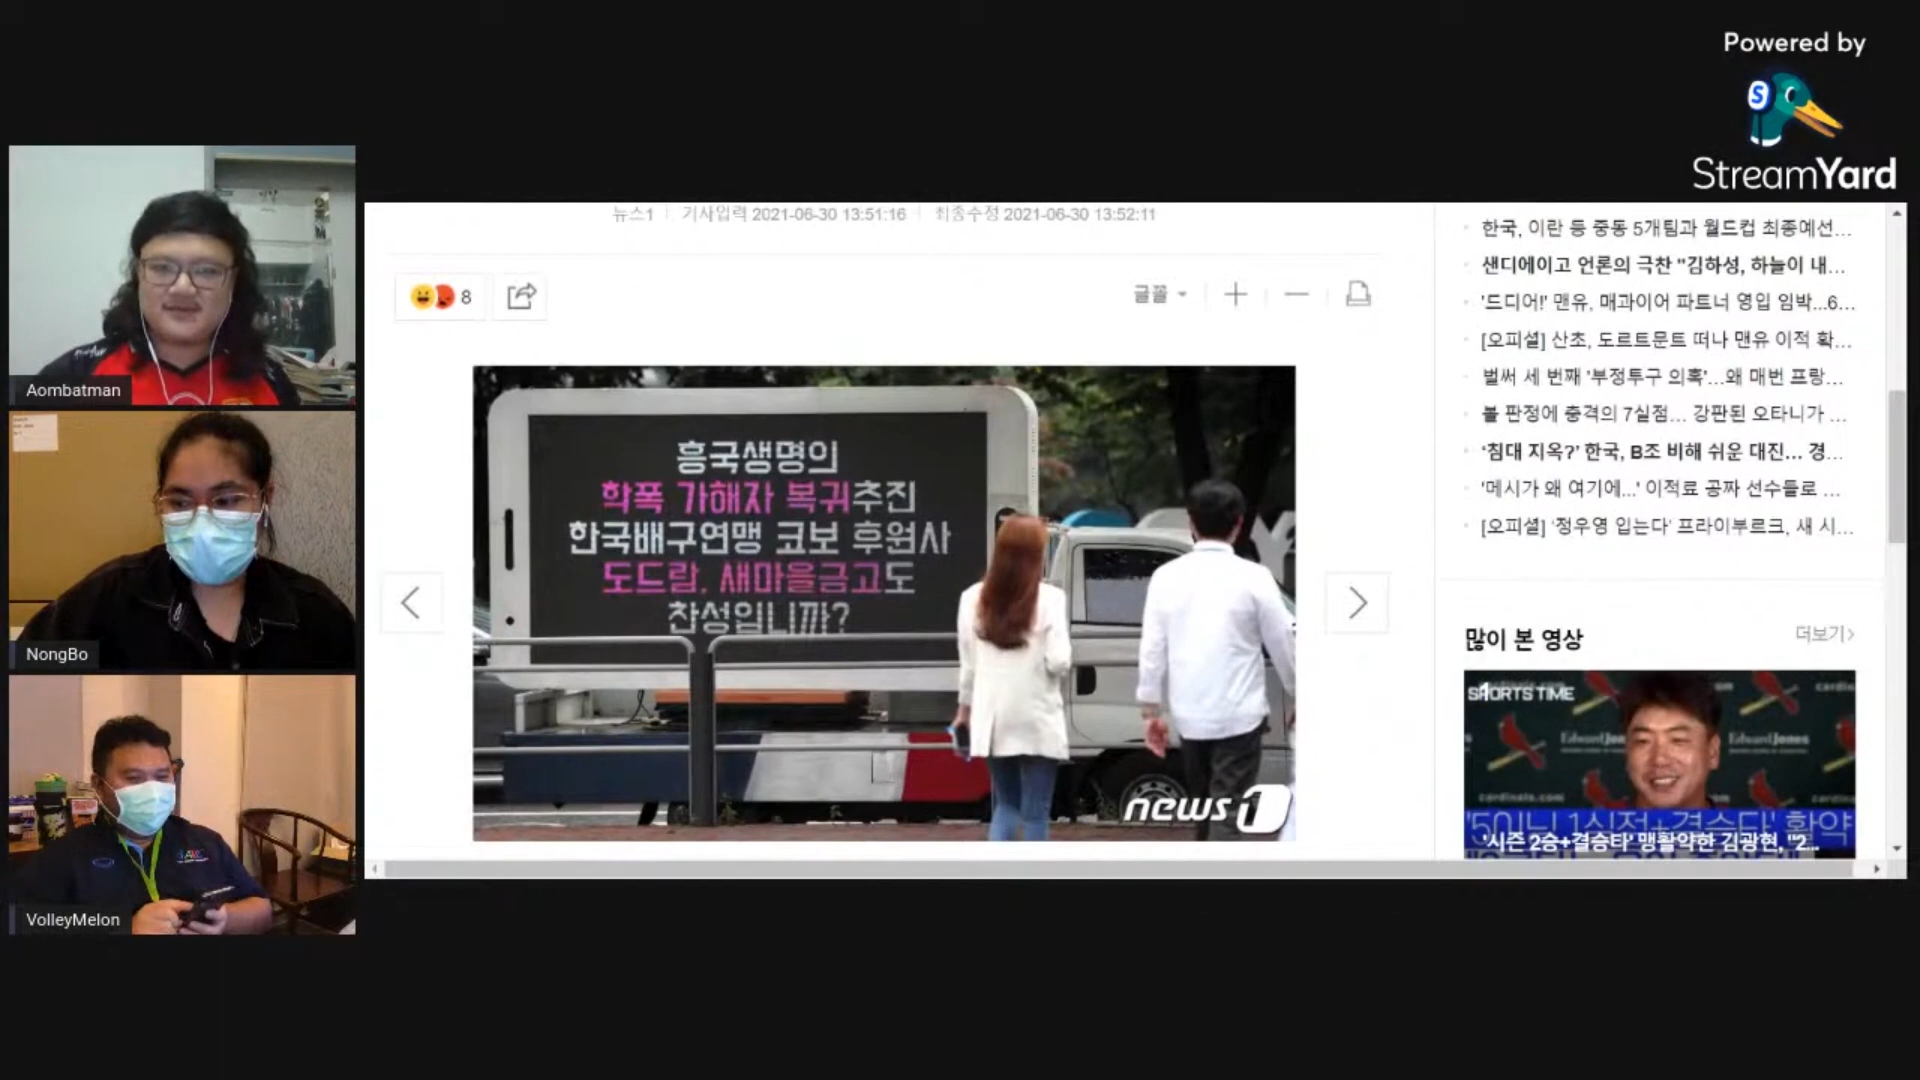 Powered by
StreamYard
Aombatman
NongBo
VolleyMelon
뉴스1 | 기사입력 2021-06-30 13:51:16 | 최종수정 2021-06-30 13:52:11
8
글꼴
흥국생명의
학폭 가해자 복귀추진
한국배구연맹 코보 후원사
도드람, 새마을금고도
찬성입니까?
news1
한국, 이란 등 중동 5개팀과 월드컵 최종예선...
샌디에이고 언론의 극찬 "김하성, 하늘이 내...
'드디어!' 맨유, 매과이어 파트너 영입 임박...6...
[오피셜] 산초, 도르트문트 떠나 맨유 이적 확...
벌써 세 번째 '부정투구 의혹'...왜 매번 프랑...
볼 판정에 충격의 7실점... 강판된 오타니가 ...
'침대 지옥?' 한국, B조 비해 쉬운 대진... 경...
'메시가 왜 여기에...' 이적료 공짜 선수들로 ...
[오피셜] '정우영 입는다' 프라이부르크, 새 시...
많이 본 영상
더보기
SPORTS TIME
Edward Jones
Edward Jones
cardinals.com
'시즌 2승+결승타' 맹활약한 김광현, "2...